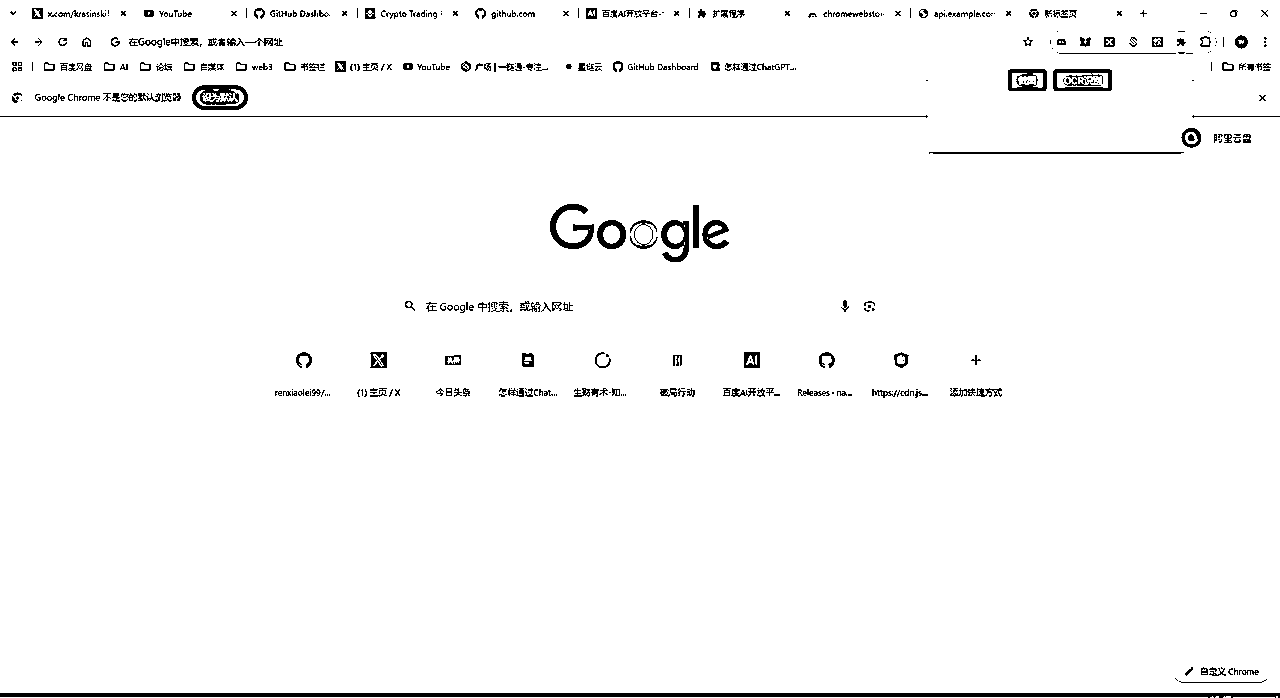 x.com/krasinski!
YouTube
GitHub Dashbo
Crypto Trading
github.com
百度AI开放平台-
扩展程序
chromewebsto
api.example.co
新标签页
在Google中搜索，或者输入一个网址
百度网盘
AI
论坛
自媒体
web3
书签栏
(1) 主页 / X
YouTube
广场 | 一链通-专注...
星链云
GitHub Dashboard
怎样通过ChatGPT...
所有书签
Google Chrome 不是您的默认浏览器
设为默认
阿里云盘
Google
在 Google 中搜索，或输入网址
renxiaolei99/...
(1) 主页 / X
今日头条
怎样通过Chat...
生财有术-知...
破局行动
百度AI开放平...
Releases · na...
https://cdn.js...
添加快捷方式
自定义 Chrome